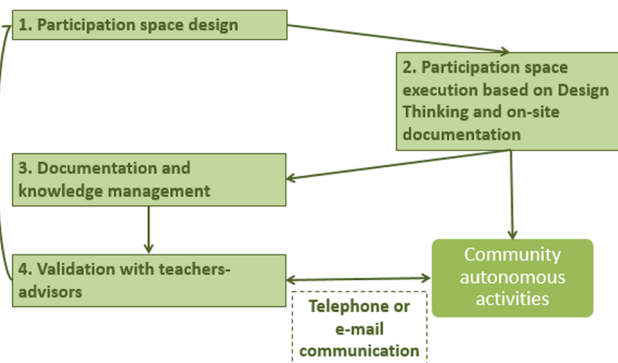 1. Participation space design
2. Participation space
execution based on Design
Thinking and on-site
documentation
3. Documentation and
knowledge management
4. Validation with teachers-
advisors
Community
autonomous
activities
Telephone or
e-mail
communication